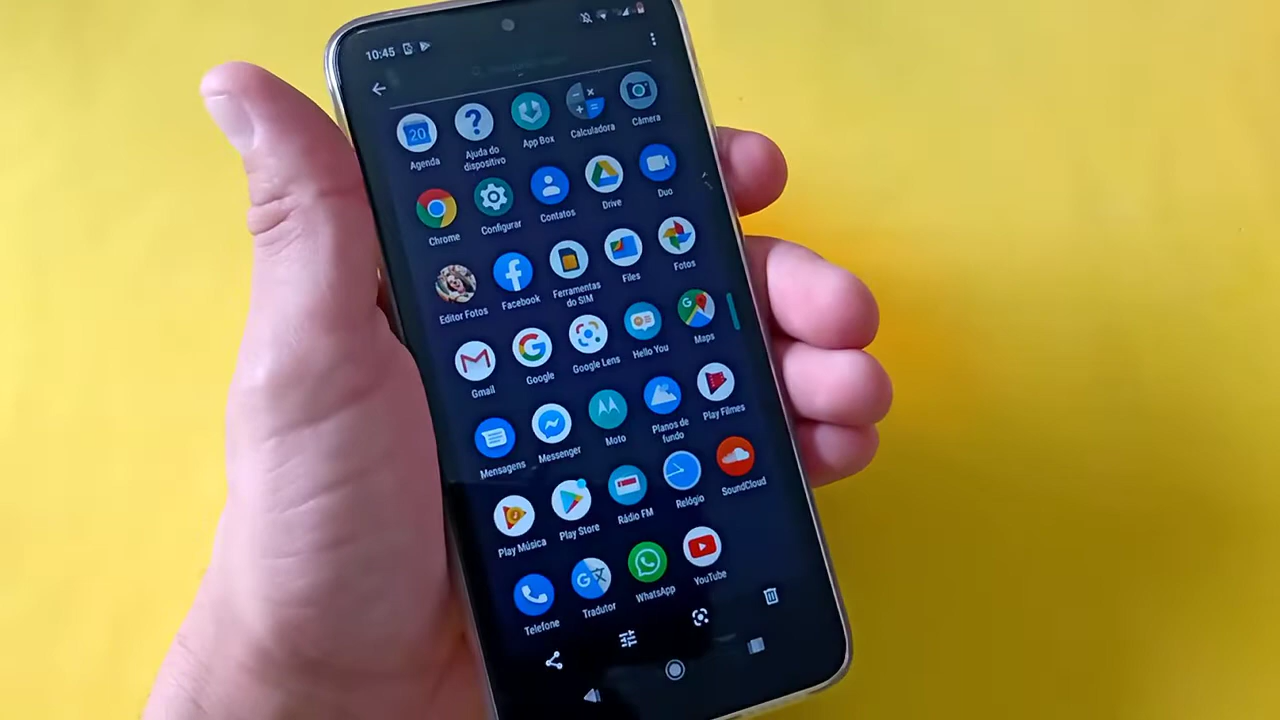 10:45
20
Agenda
Ajuda do
dispositivo
App Box
Calculadora
Câmera
Chrome
Configurar
Contatos
Drive
Duo
Editor Fotos
Facebook
Ferramentas
do SIM
Files
Fotos
Gmail
Google
Google Lens
Hello You
Maps
Mensagens
Messenger
Moto
Planos de
fundo
Play Filmes
Play Música
Play Store
Rádio FM
Relógio
SoundCloud
Telefone
Tradutor
WhatsApp
YouTube